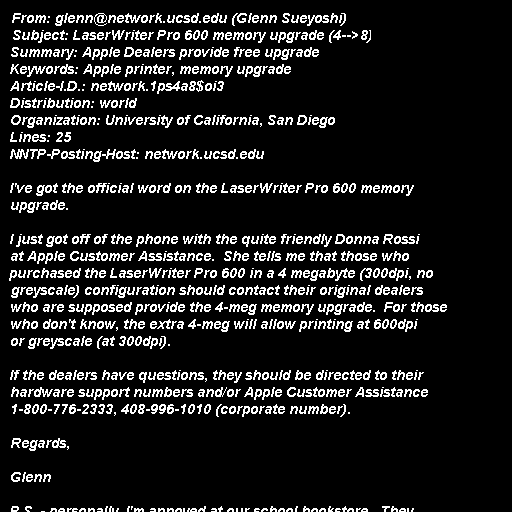 From: glenn@network.ucsd.edu (Glenn Sueyoshi)
Subject: LaserWriter Pro 600 memory upgrade (4-->8)
Summary: Apple Dealers provide free upgrade
Keywords: Apple printer, memory upgrade
Article-I.D.: network.1ps4a8$oi3
Distribution: world
Organization: University of California, San Diego
Lines: 25
NNTP-Posting-Host: network.ucsd.edu

I've got the official word on the LaserWriter Pro 600 memory
upgrade.

I just got off of the phone with the quite friendly Donna Rossi
at Apple Customer Assistance.  She tells me that those who
purchased the LaserWriter Pro 600 in a 4 megabyte (300dpi, no
greyscale) configuration should contact their original dealers
who are supposed provide the 4-meg memory upgrade.  For those
who don't know, the extra 4-meg will allow printing at 600dpi
or greyscale (at 300dpi).

If the dealers have questions, they should be directed to their
hardware support numbers and/or Apple Customer Assistance
1-800-776-2333, 408-996-1010 (corporate number).

Regards,

Glenn

P.S. - personally, I'm annoyed at our school bookstore.  They